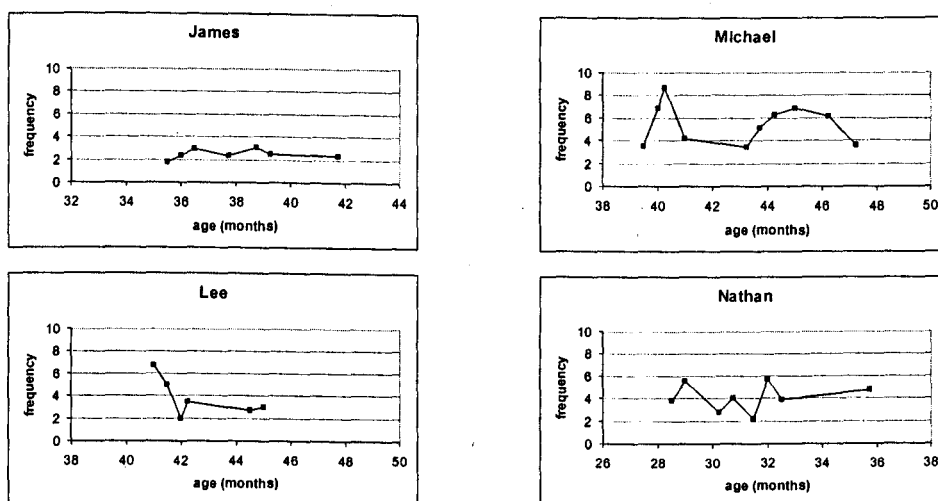 James
frequency
10
8
6
4
2
0
32 34 36 38 40 42 44
age (months)
Michael
frequency
10
8
6
4
2
0
38 40 42 44 46 48 50
age (months)
Lee
frequency
10
8
6
4
2
0
38 40 42 44 46 48 50
age (months)
Nathan
frequency
10
8
6
4
2
0
26 28 30 32 34 36 38
age (months)